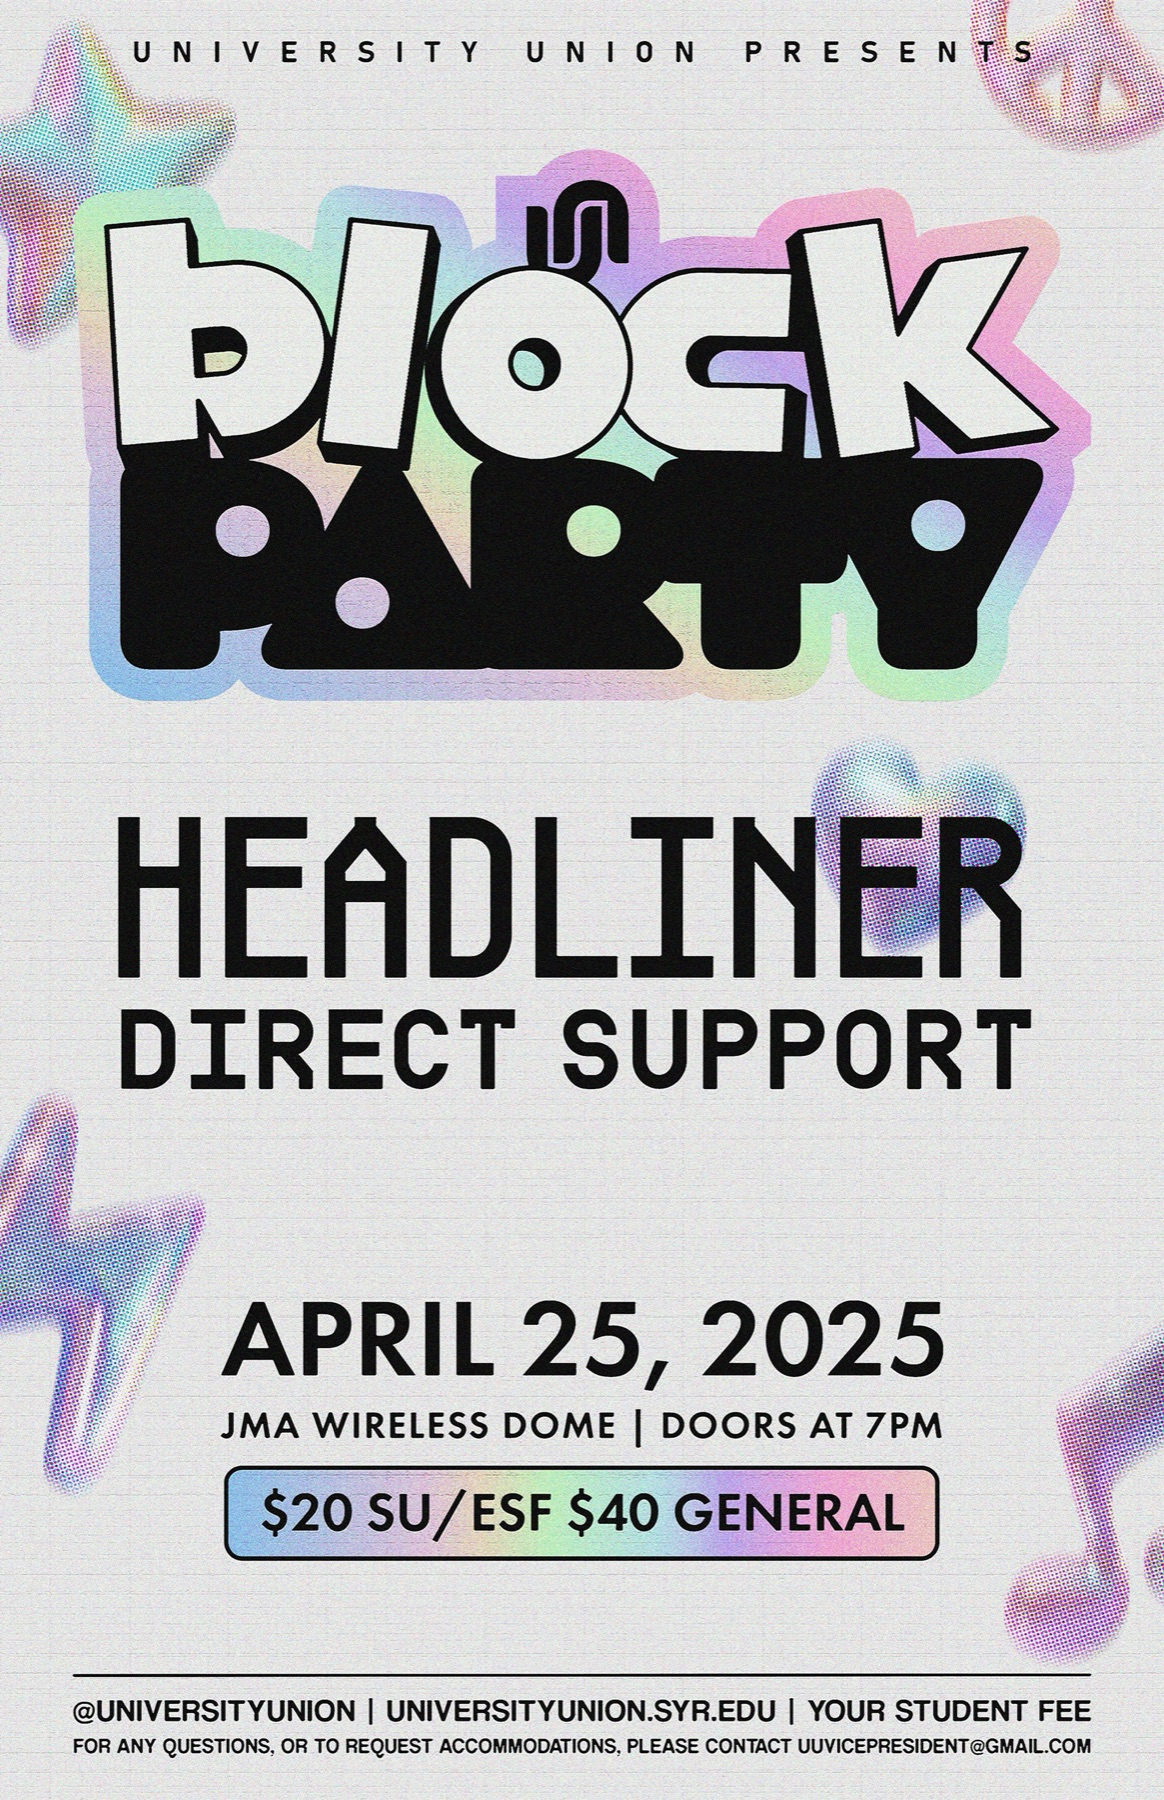 UNIVERSITY UNION PRESENTS
block
PARTY
HEADLINER
DIRECT SUPPORT
APRIL 25, 2025
JMA WIRELESS DOME | DOORS AT 7PM
$20 SU/ESF $40 GENERAL
@UNIVERSITYUNION | UNIVERSITYUNION.SYR.EDU | YOUR STUDENT FEE
FOR ANY QUESTIONS, OR TO REQUEST ACCOMMODATIONS, PLEASE CONTACT UUVICEPRESIDENT@GMAIL.COM